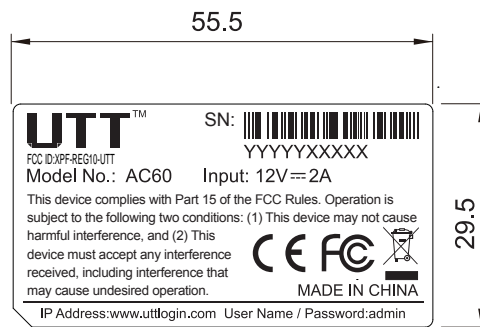 55.5
UTT™ SN:
YYYYYXXXXX
FCC ID:XPF-REG10-UTT
Model No.: AC60 Input: 12V⎓2A
This device complies with Part 15 of the FCC Rules. Operation is
subject to the following two conditions: (1) This device may not cause
harmful interference, and (2) This
device must accept any interference
received, including interference that
may cause undesired operation.
CE FC
MADE IN CHINA
IP Address:www.uttlogin.com User Name / Password:admin
29.5